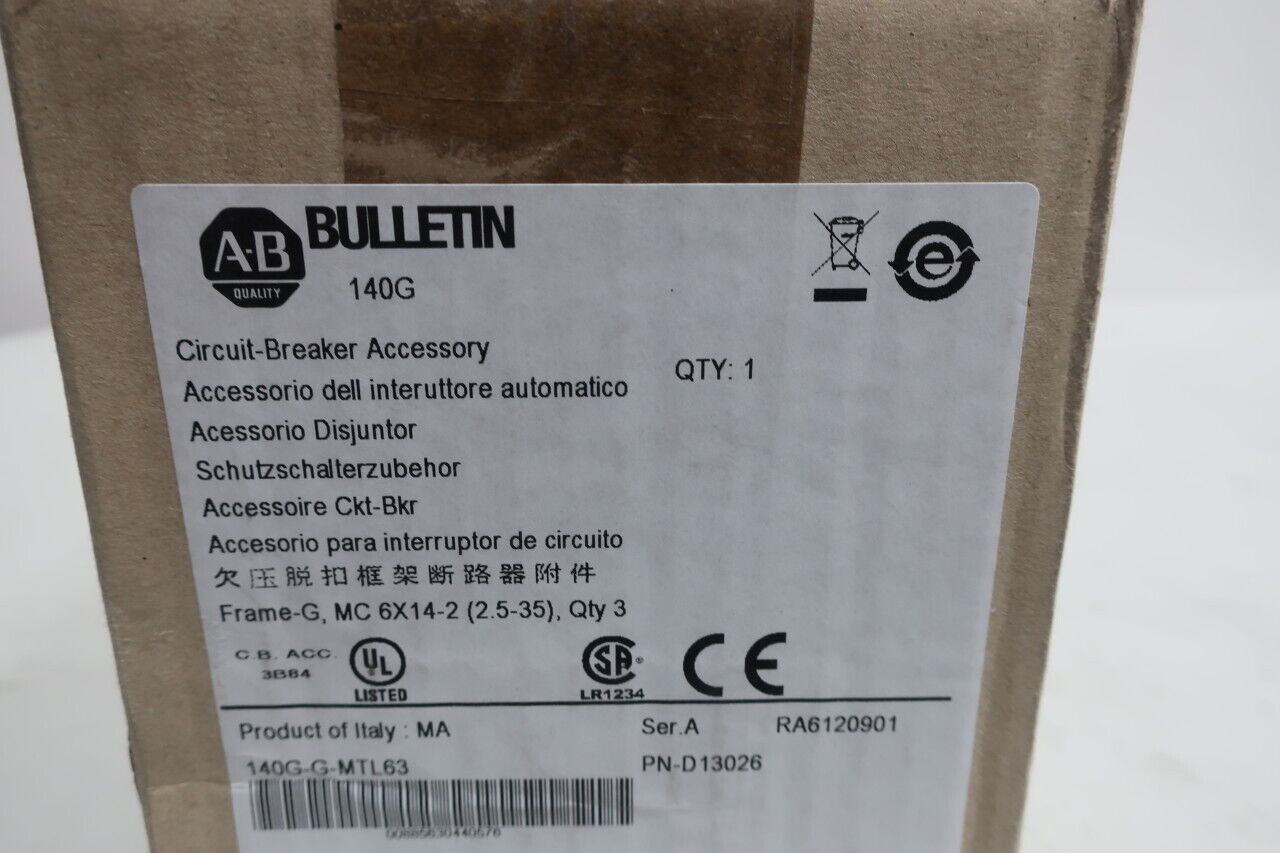 A-B
QUALITY
BULLETIN
140G
Circuit-Breaker Accessory
QTY: 1
Accessorio dell interuttore automatico
Acessorio Disjuntor
Schutzschalterzubehor
Accessoire Ckt-Bkr
Accesorio para interruptor de circuito
欠压脱扣框架断路器附件
Frame-G, MC 6X14-2 (2.5-35), Qty 3
C.B. ACC.
3B84
UL
LISTED
SA
LR1234
CE
Product of Italy : MA
Ser.A
RA6120901
140G-G-MTL63
PN-D13026